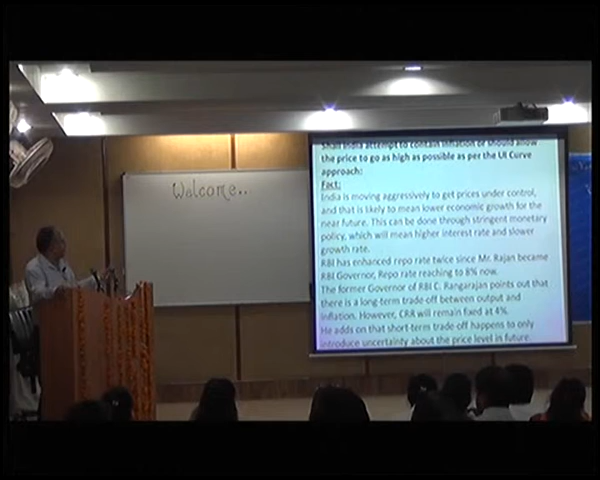 Welcome..
Shall India attempt to contain inflation or should allow
the price to go as high as possible as per the UI Curve
approach:
Fact:
India is moving aggressively to get prices under control,
and that is likely to mean lower economic growth for the
near future. This can be done through stringent monetary
policy, which will mean higher interest rate and slower
growth rate.
RBI has enhanced repo rate twice since Mr. Rajan became
RBI Governor, Repo rate reaching to 8% now.
The former Governor of RBI C. Rangarajan points out that
there is a long-term trade-off between output and
inflation. However, CRR will remain fixed at 4%.
He adds on that short-term trade-off happens to only
introduce uncertainty about the price level in future.